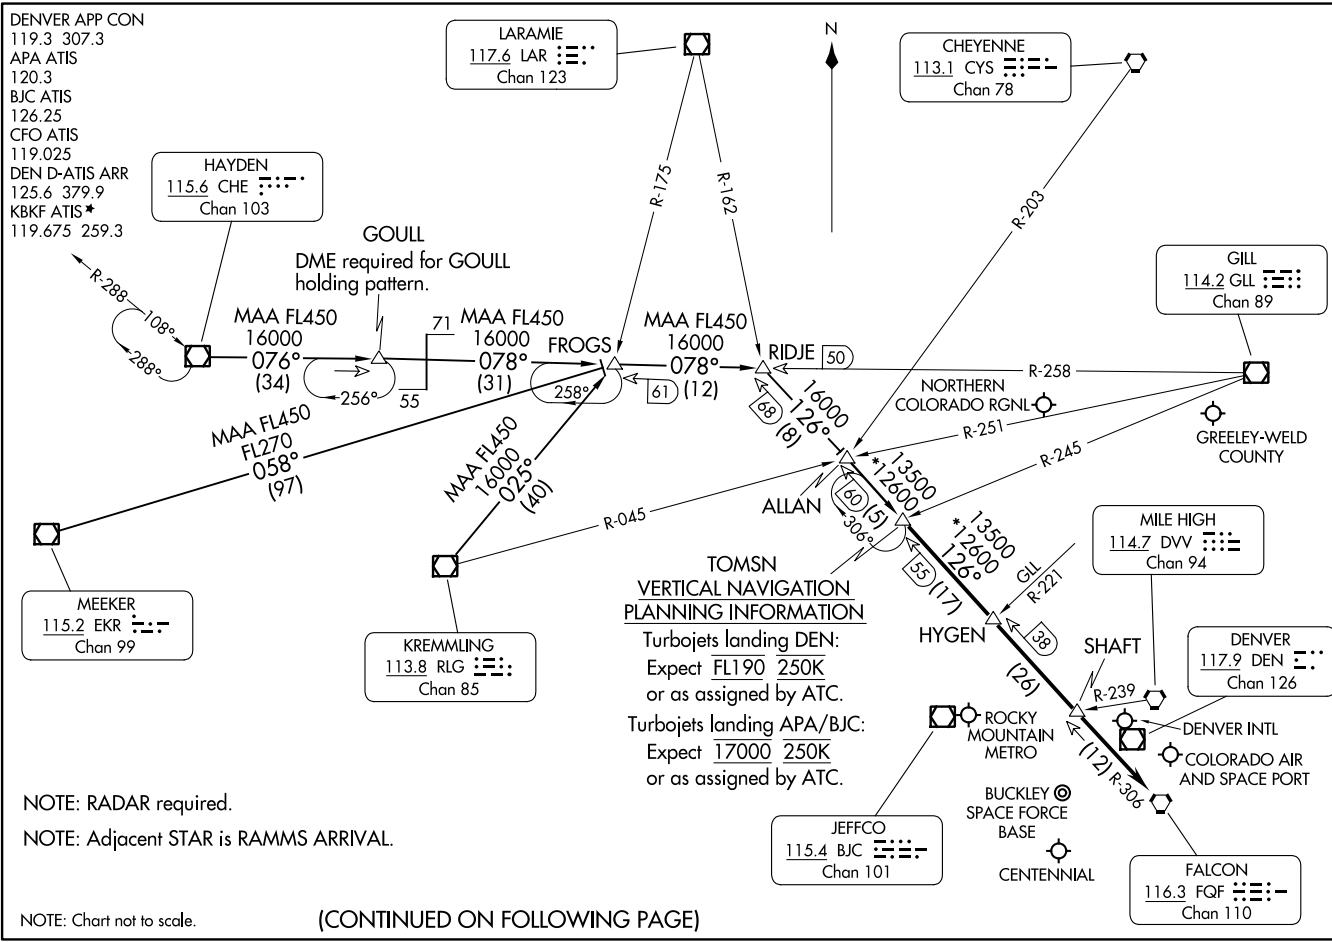 DENVER APP CON
119.3 307.3
APA ATIS
120.3
BJC ATIS
126.25
CFO ATIS
119.025
DEN D-ATIS ARR
125.6 379.9
KBKF ATIS★
119.675 259.3
LARAMIE
117.6 LAR
Chan 123
N
CHEYENNE
113.1 CYS
Chan 78
HAYDEN
115.6 CHE
Chan 103
R-175
R-162
R-203
GOULL
DME required for GOULL
holding pattern.
GILL
114.2 GLL
Chan 89
R-288
108°
288°
MAA FL450
16000
076°
(34)
256°
71
55
MAA FL450
16000
078°
(31)
FROGS
258°
61
MAA FL450
16000
078°
(12)
RIDJE
50
R-258
68
16000
126°
(8)
NORTHERN
COLORADO RGNL
R-251
R-245
GREELEY-WELD
COUNTY
MAA FL450
FL270
058°
(97)
MAA FL450
16000
025°
(40)
R-045
ALLAN
13500
*12600
60
(5)
306°
MEEKER
115.2 EKR
Chan 99
KREMMLING
113.8 RLG
Chan 85
TOMSN
VERTICAL NAVIGATION
PLANNING INFORMATION
Turbojets landing DEN:
Expect FL190 250K
or as assigned by ATC.
Turbojets landing APA/BJC:
Expect 17000 250K
or as assigned by ATC.
13500
*12600
126°
55
(17)
GLL
R-221
HYGEN
38
(26)
MILE HIGH
114.7 DVV
Chan 94
SHAFT
R-239
DENVER
117.9 DEN
Chan 126
DENVER INTL
ROCKY
MOUNTAIN
METRO
(12)
R-306
COLORADO AIR
AND SPACE PORT
BUCKLEY
SPACE FORCE
BASE
JEFFCO
115.4 BJC
Chan 101
CENTENNIAL
FALCON
116.3 FQF
Chan 110
NOTE: RADAR required.
NOTE: Adjacent STAR is RAMMS ARRIVAL.
NOTE: Chart not to scale.
(CONTINUED ON FOLLOWING PAGE)